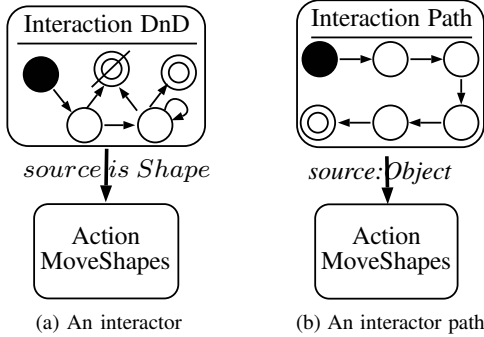 Interaction DnD
source is Shape
Action
MoveShapes
(a) An interactor
Interaction Path
source:Object
Action
MoveShapes
(b) An interactor path